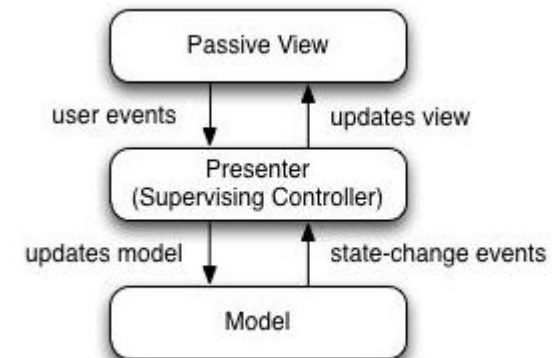 Passive View
user events
updates view
Presenter
(Supervising Controller)
updates model
state-change events
Model